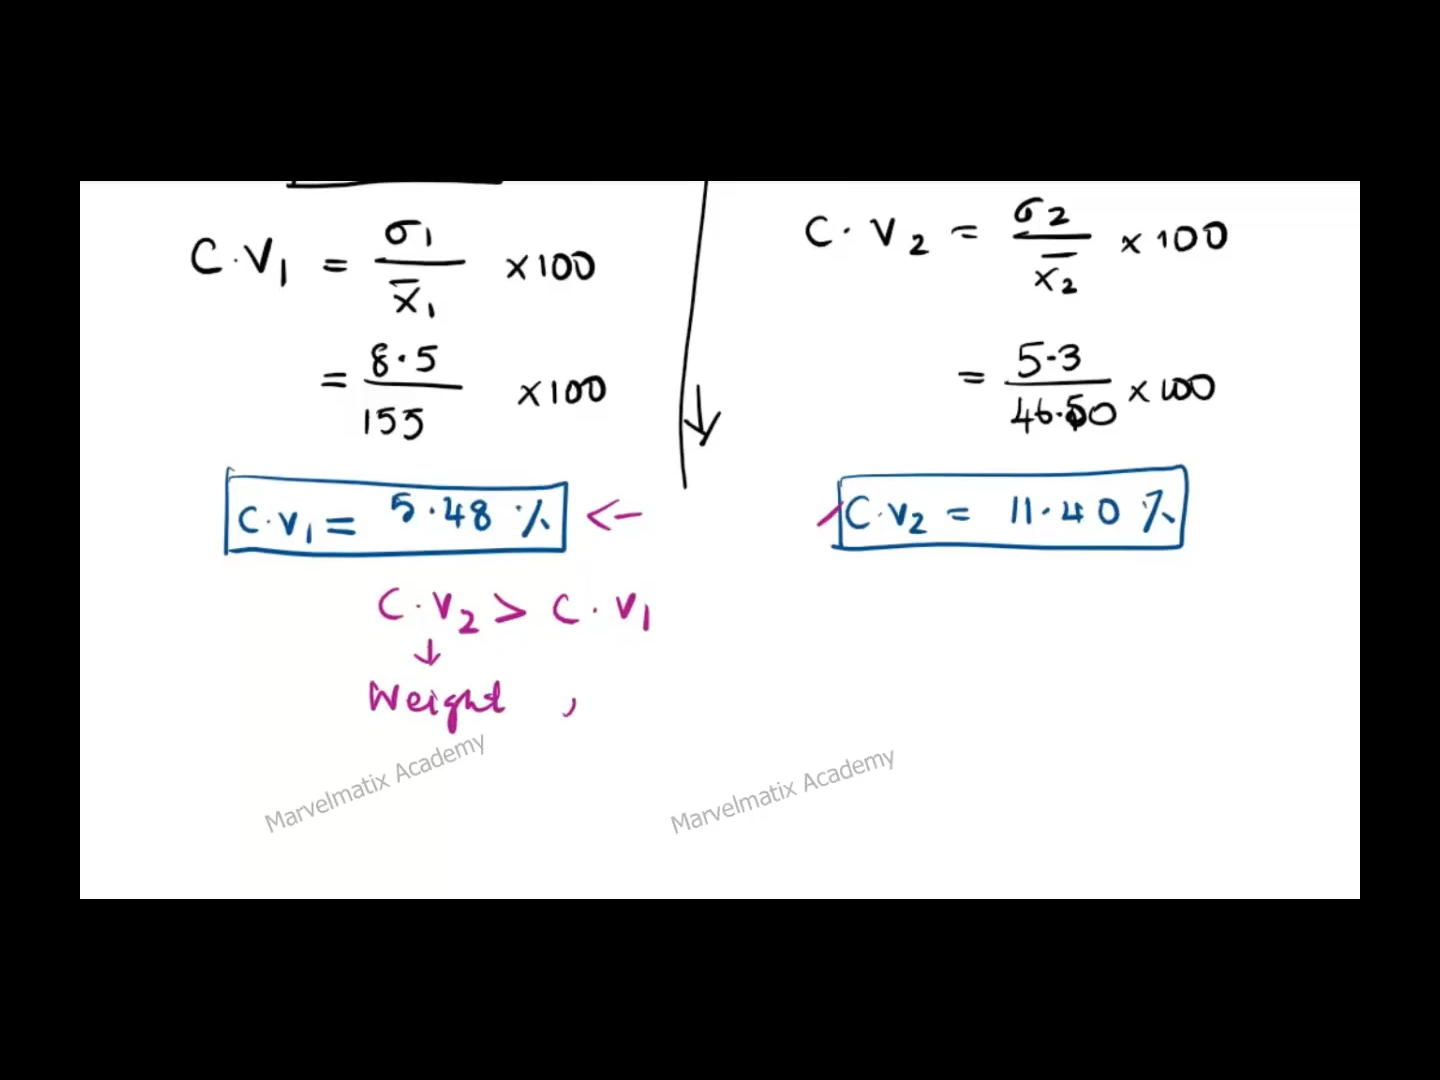 C.V₁ = σ₁ / x̄₁ × 100
= 8.5 / 155 × 100
C.V₁ = 5.48 %
C.V₂ = σ₂ / x̄₂ × 100
= 5.3 / 46.50 × 100
C.V₂ = 11.40 %
C.V₂ > C.V₁
↓
Weight ,
Marvelmatix Academy
Marvelmatix Academy